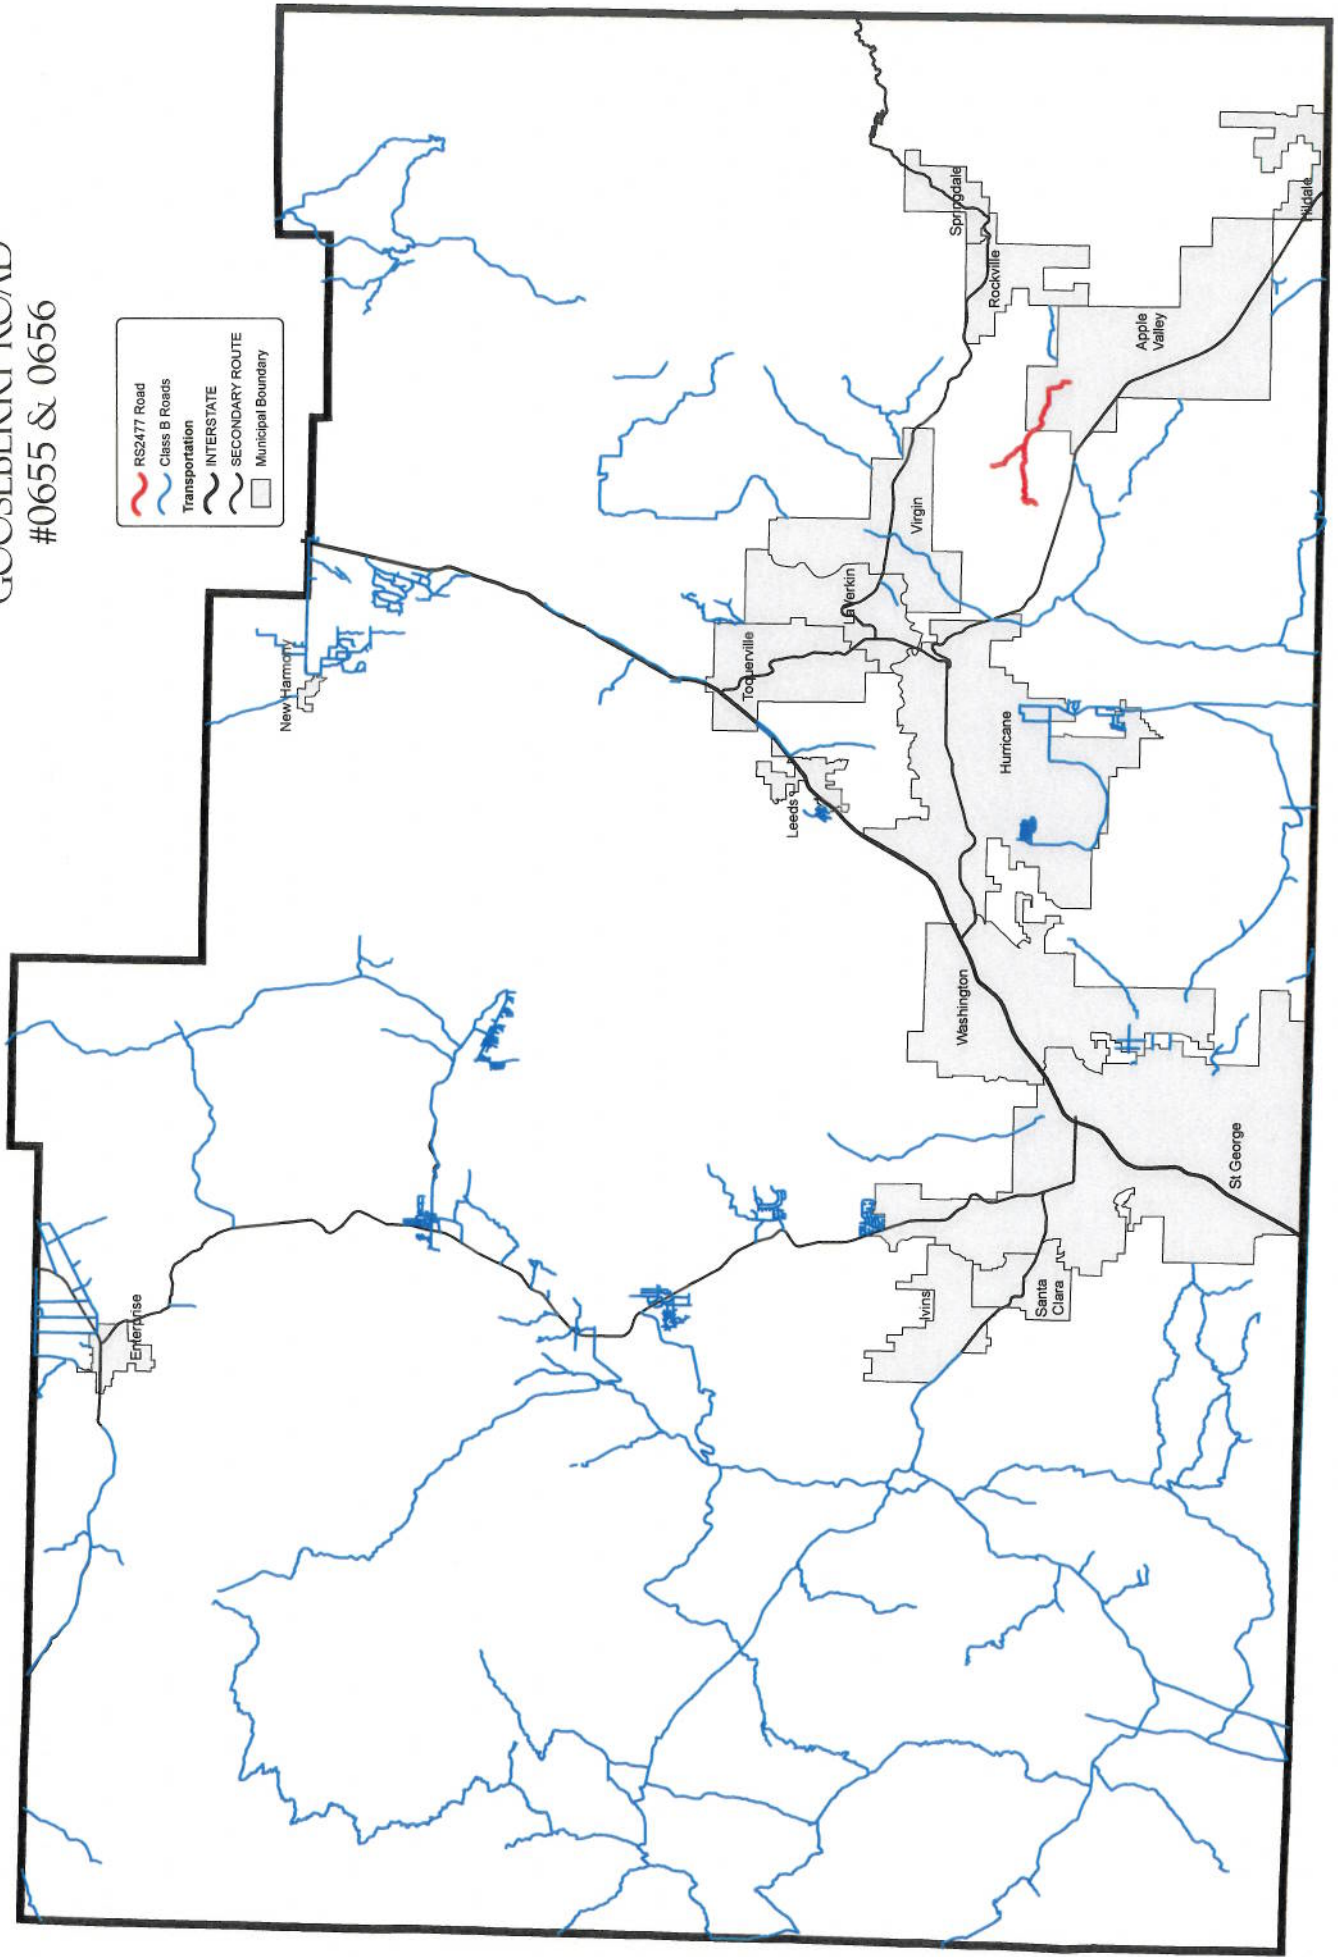 GOOSEBERRY ROAD
#0655 & 0656
RS2477 Road
Class B Roads
Transportation
INTERSTATE
SECONDARY ROUTE
Municipal Boundary
New Harmony
Enterprise
Springdale
Rockville
Hildale
Apple
Valley
Virgin
LaVerkin
Toquerville
Leeds
Hurricane
Washington
St George
Ivins
Santa
Clara